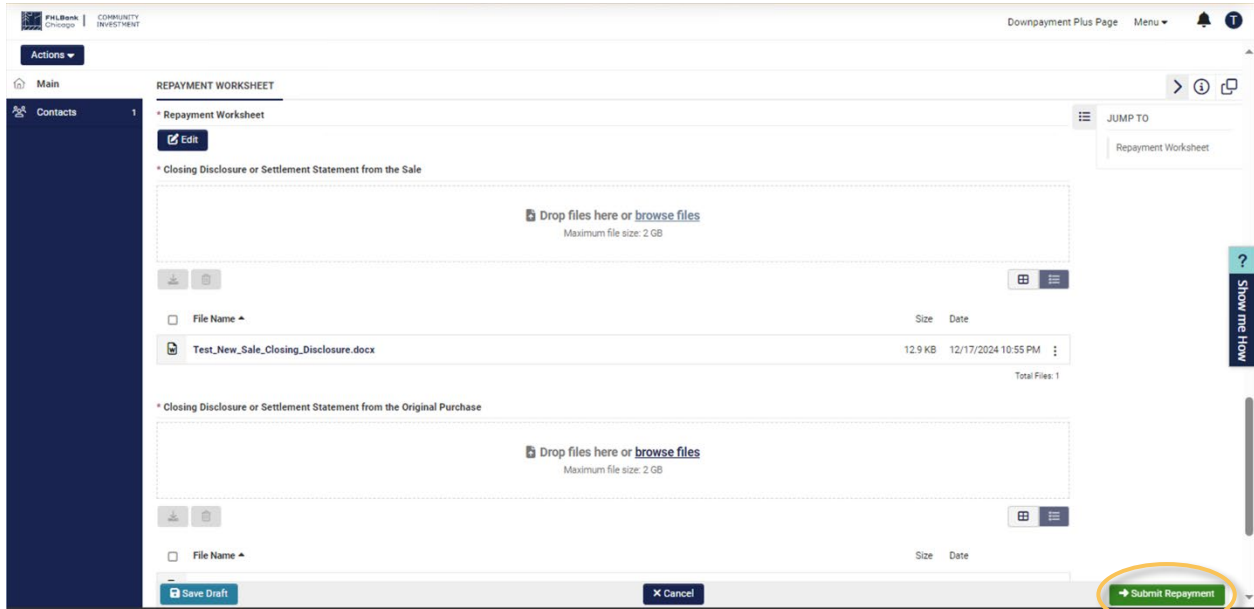 FHLBank Chicago | COMMUNITY INVESTMENT
Downpayment Plus Page Menu T
Actions
Main
Contacts 1
REPAYMENT WORKSHEET
* Repayment Worksheet
JUMP TO
Edit
Repayment Worksheet
* Closing Disclosure or Settlement Statement from the Sale
Drop files here or browse files
Maximum file size: 2 GB
? Show me How
File Name Size Date
Test_New_Sale_Closing_Disclosure.docx 12.9 KB 12/17/2024 10:55 PM
Total Files: 1
* Closing Disclosure or Settlement Statement from the Original Purchase
Drop files here or browse files
Maximum file size: 2 GB
File Name Size Date
Save Draft X Cancel Submit Repayment